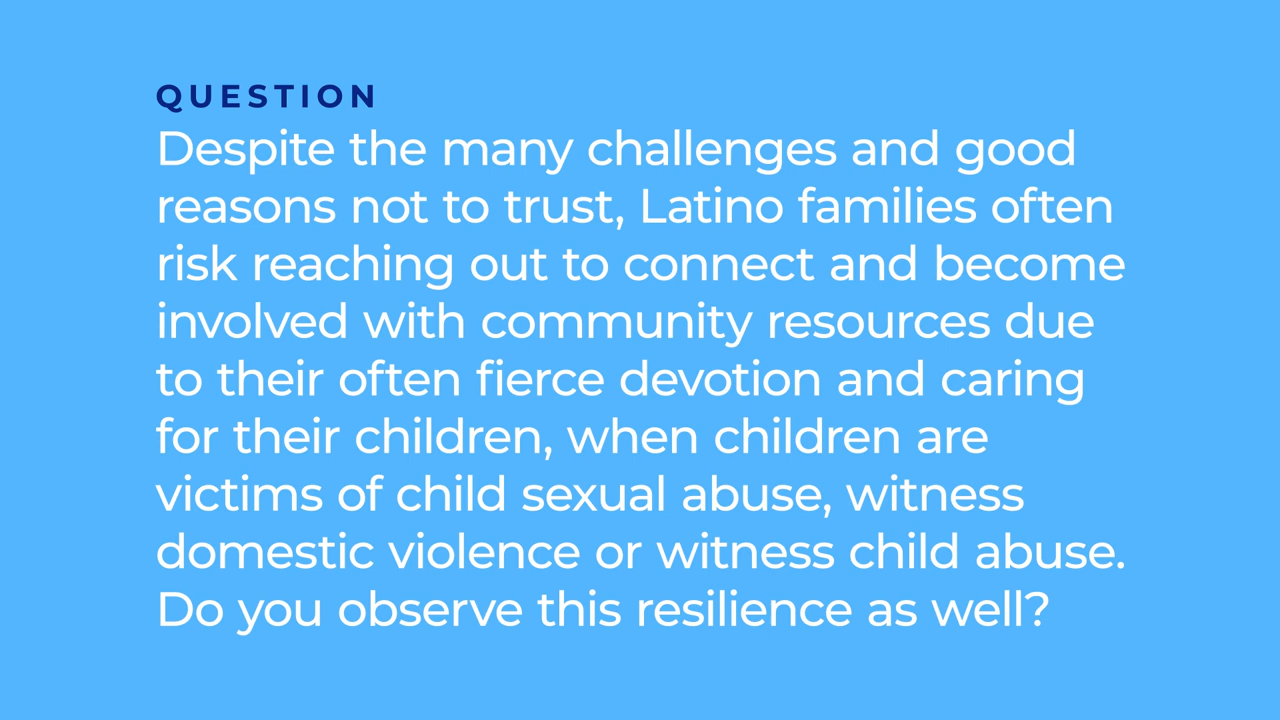 QUESTION
Despite the many challenges and good
reasons not to trust, Latino families often
risk reaching out to connect and become
involved with community resources due
to their often fierce devotion and caring
for their children, when children are
victims of child sexual abuse, witness
domestic violence or witness child abuse.
Do you observe this resilience as well?